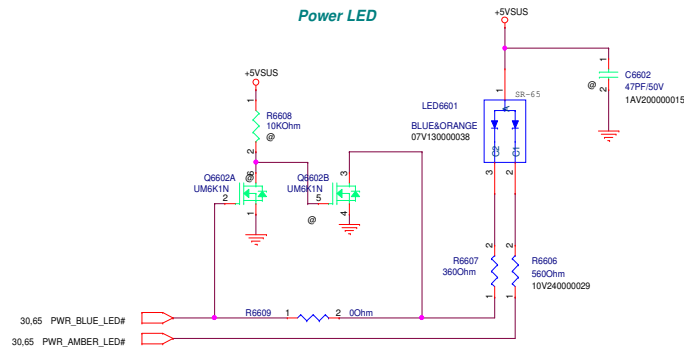 Power LED
+5VSUS
1
C6602
47PF/50V
1AV200000015
2
@
+5VSUS
1
R6608
10KOhm
@
2
1
SR-65
LED6601
A
BLUE&ORANGE
07V130000038
C2
C1
3
2
Q6602A
@
6
UM6K1N
2
1
Q6602B
3
UM6K1N
5
4
@
2
2
R6607
360Ohm
R6606
560Ohm
10V240000029
1
1
30,65 PWR_BLUE_LED#
R6609
1
2
0Ohm
30,65 PWR_AMBER_LED#